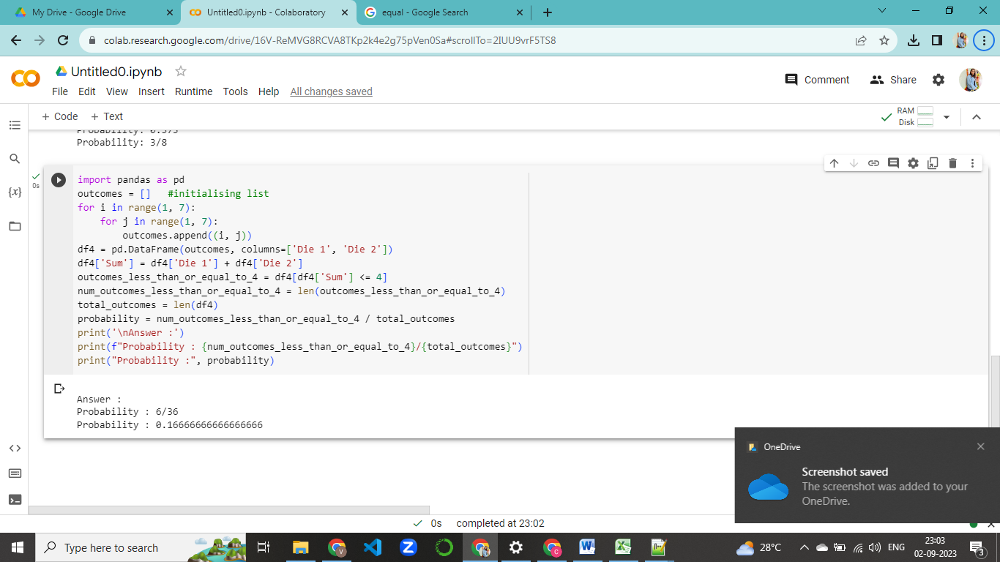 My Drive - Google Drive
Untitled0.ipynb - Colaboratory
equal - Google Search
colab.research.google.com/drive/16V-ReMVG8RCVA8TKp2k4e2g75pVen0Sa#scrollTo=2IUU9vrF5TS8
Untitled0.ipynb
File Edit View Insert Runtime Tools Help All changes saved
Comment
Share
+ Code + Text
RAM
Disk
Probability: 0.375
Probability: 3/8
{x}
0s
import pandas as pd
outcomes = [] #initialising list
for i in range(1, 7):
    for j in range(1, 7):
        outcomes.append((i, j))
df4 = pd.DataFrame(outcomes, columns=['Die 1', 'Die 2'])
df4['Sum'] = df4['Die 1'] + df4['Die 2']
outcomes_less_than_or_equal_to_4 = df4[df4['Sum'] <= 4]
num_outcomes_less_than_or_equal_to_4 = len(outcomes_less_than_or_equal_to_4)
total_outcomes = len(df4)
probability = num_outcomes_less_than_or_equal_to_4 / total_outcomes
print('\nAnswer :')
print(f"Probability : {num_outcomes_less_than_or_equal_to_4}/{total_outcomes}")
print("Probability :", probability)
Answer :
Probability : 6/36
Probability : 0.16666666666666666
OneDrive
Screenshot saved
The screenshot was added to your
OneDrive.
0s completed at 23:02
Type here to search
28°C
ENG
23:03
02-09-2023
3